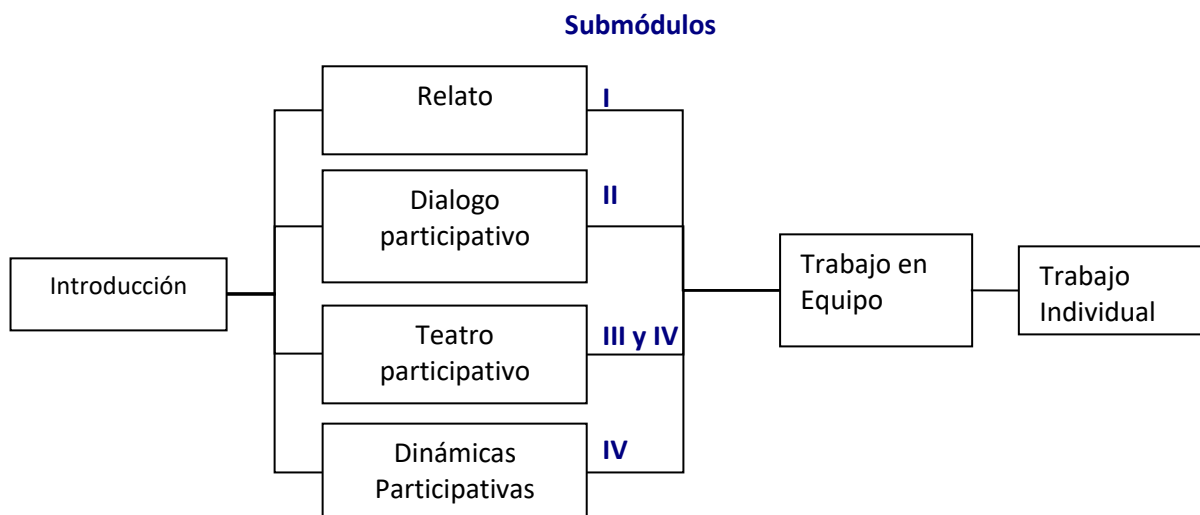 Submódulos
Relato
I
Dialogo
participativo
II
Introducción
Teatro
participativo
III y IV
Dinámicas
Participativas
IV
Trabajo en
Equipo
Trabajo
Individual